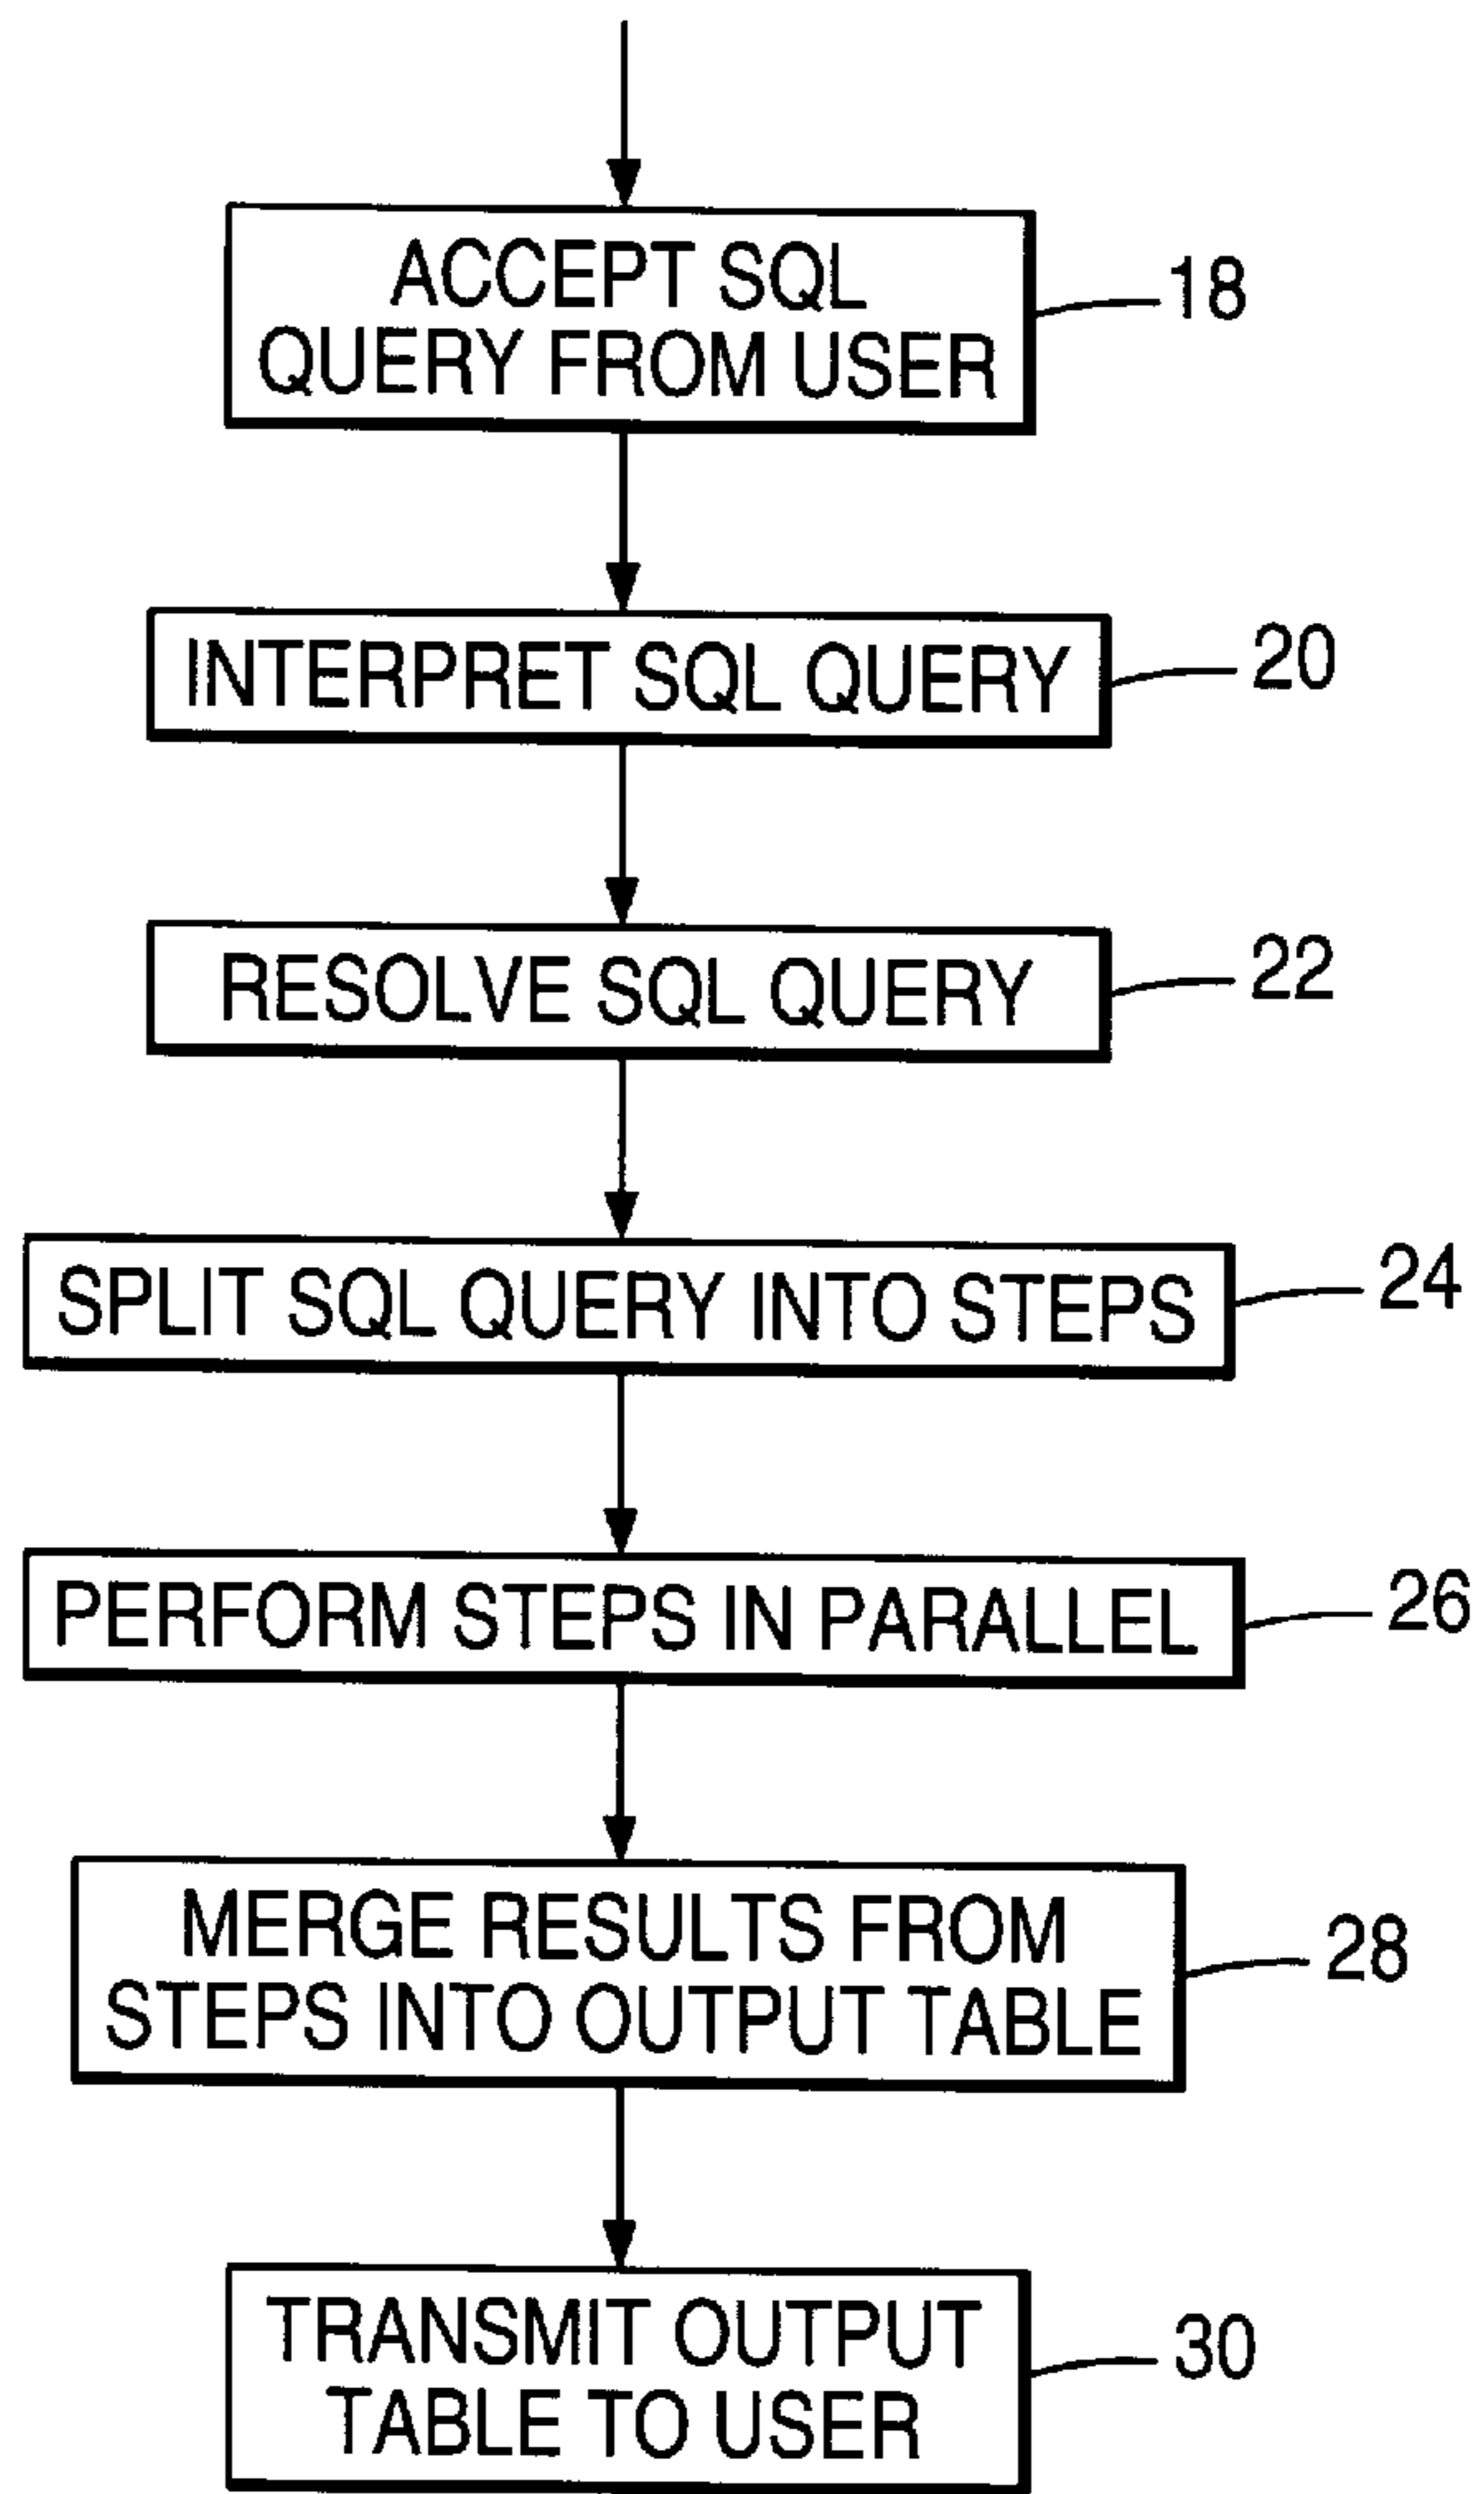 ACCEPT SQL
QUERY FROM USER
18
INTERPRET SQL QUERY
20
RESOLVE SQL QUERY
22
SPLIT SQL QUERY INTO STEPS
24
PERFORM STEPS IN PARALLEL
26
MERGE RESULTS FROM
STEPS INTO OUTPUT TABLE
28
TRANSMIT OUTPUT
TABLE TO USER
30